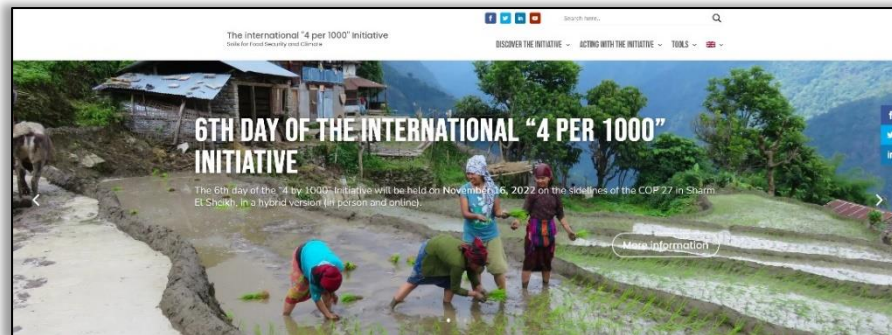 Search here..
The international "4 per 1000" Initiative
Soils for Food Security and Climate
DISCOVER THE INITIATIVE
ACTING WITH THE INITIATIVE
TOOLS
6TH DAY OF THE INTERNATIONAL “4 PER 1000”
INITIATIVE
The 6th day of the "4 by 1000" Initiative will be held on November 16, 2022 on the sidelines of the COP 27 in Sharm
El Sheikh, in a hybrid version (in person and online).
More information